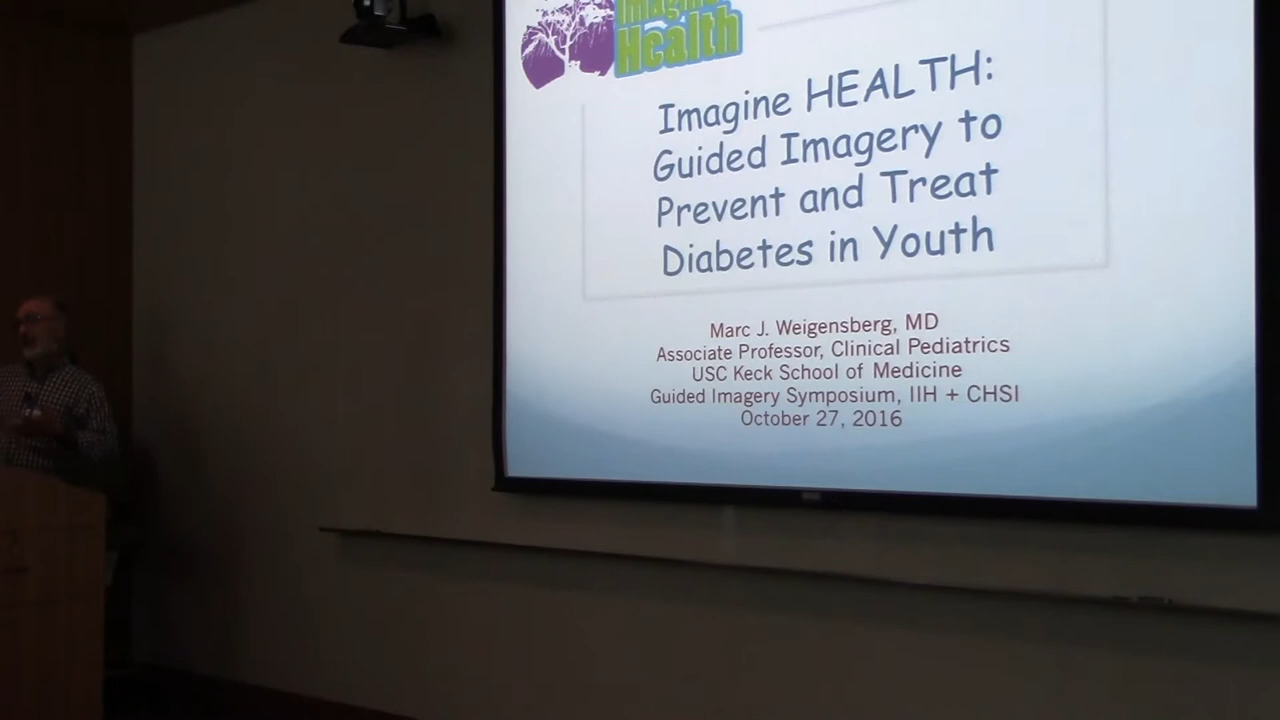 Imagine
Health
Imagine HEALTH:
Guided Imagery to
Prevent and Treat
Diabetes in Youth
Marc J. Weigensberg, MD
Associate Professor, Clinical Pediatrics
USC Keck School of Medicine
Guided Imagery Symposium, IIH + CHSI
October 27, 2016